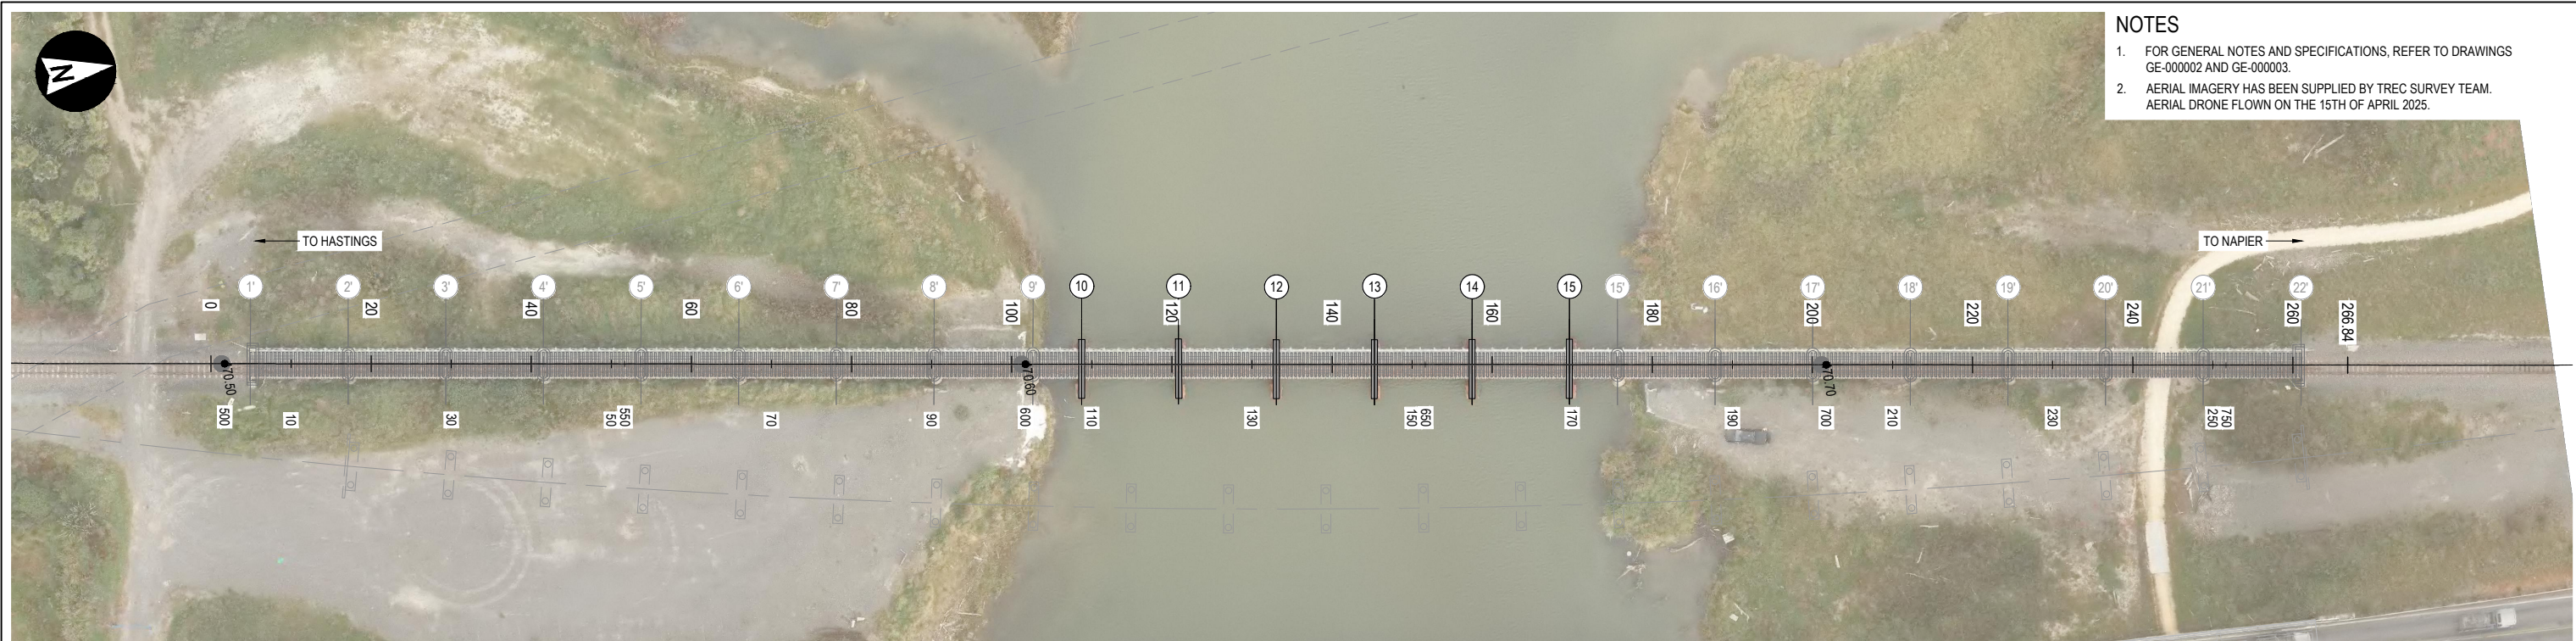 N
NOTES
1. FOR GENERAL NOTES AND SPECIFICATIONS, REFER TO DRAWINGS
GE-000002 AND GE-000003.
2. AERIAL IMAGERY HAS BEEN SUPPLIED BY TREC SURVEY TEAM.
AERIAL DRONE FLOWN ON THE 15TH OF APRIL 2025.
TO HASTINGS
TO NAPIER
1' 2' 3' 4' 5' 6' 7' 8' 9' 10 11 12 13 14 15 15' 16' 17' 18' 19' 20' 21' 22'
0 20 40 60 80 100 120 140 160 180 200 220 240 260 266.84
70.50 70.60 70.70
500 10 30 50 550 70 90 600 110 130 150 650 170 190 700 210 230 250 750